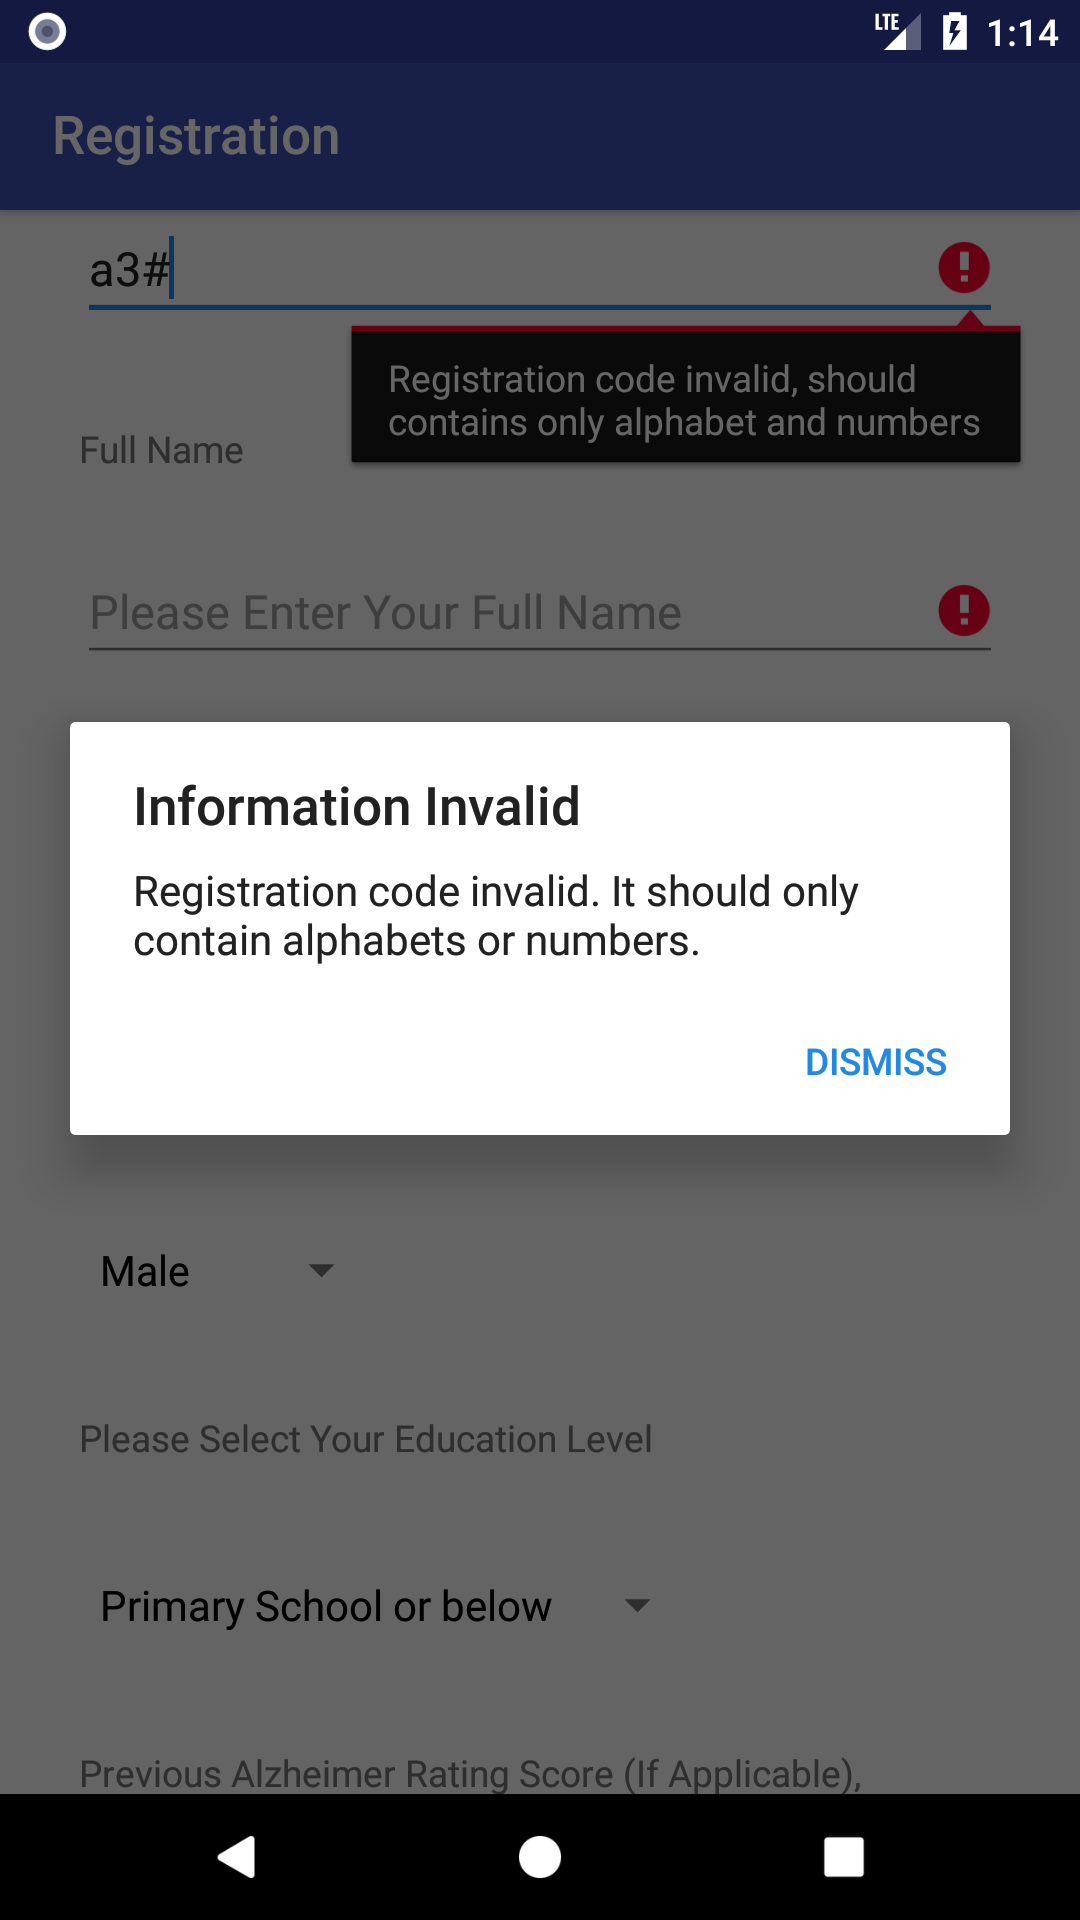 LTE 1:14
Registration
a3#
Registration code invalid, should
contains only alphabet and numbers
Full Name
Please Enter Your Full Name
Information Invalid
Registration code invalid. It should only
contain alphabets or numbers.
DISMISS
Male
Please Select Your Education Level
Primary School or below
Previous Alzheimer Rating Score (If Applicable),